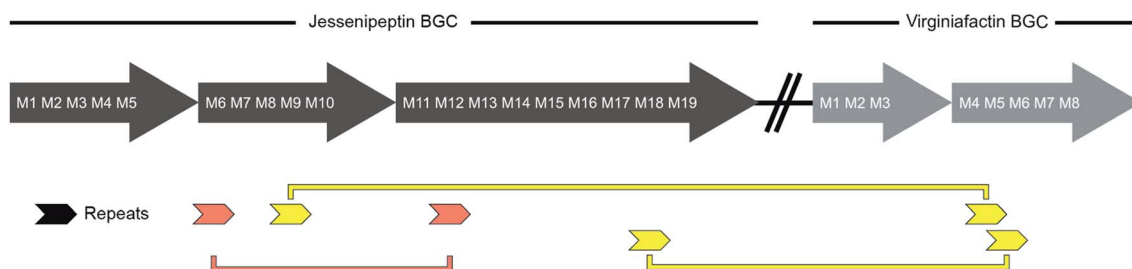 Jessenipeptin BGC Virginiafactin BGC
M1 M2 M3 M4 M5 M6 M7 M8 M9 M10 M11 M12 M13 M14 M15 M16 M17 M18 M19 M1 M2 M3 M4 M5 M6 M7 M8
Repeats